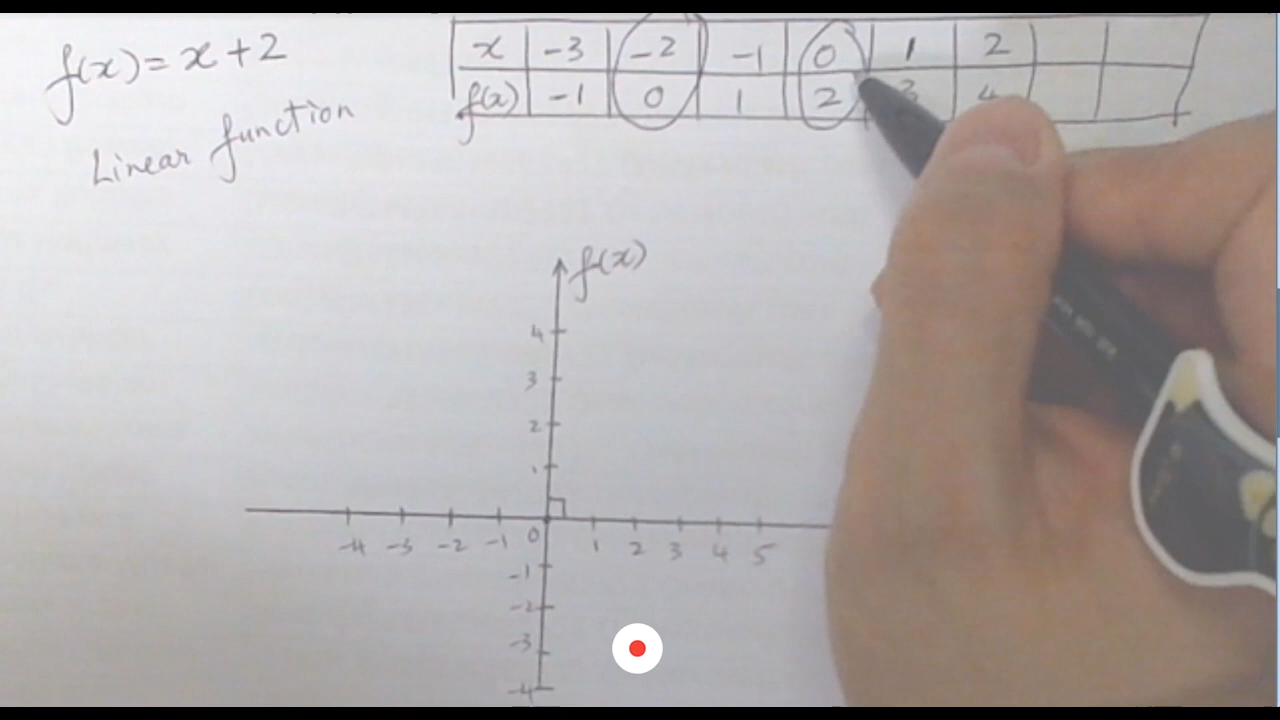 f(x) = x + 2
Linear function
x -3 -2 -1 0 1 2
f(x) -1 0 1 2 3 4
f(x)
4
3
2
1
-4 -3 -2 -1 0 1 2 3 4 5
-1
-2
-3
-4